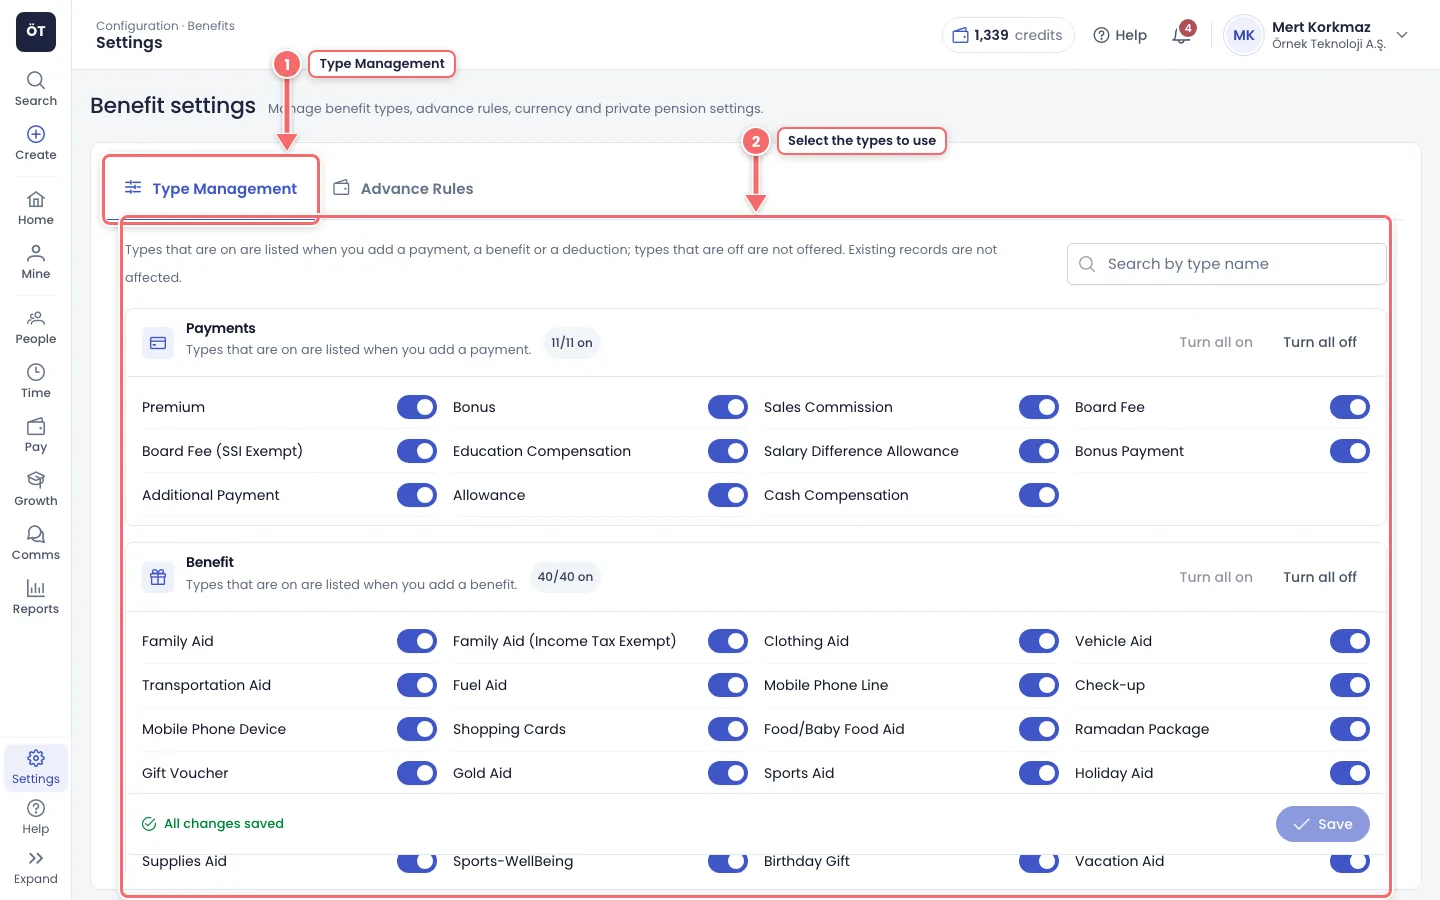 ÖT
Search
Create
Home
Mine
People
Time
Pay
Growth
Comms
Reports
Settings
Help
Expand
Configuration · Benefits
Settings
1,339 credits
Help
4
MK
Mert Korkmaz
Örnek Teknoloji A.Ş.
1
Type Management
Benefit settings
Manage benefit types, advance rules, currency and private pension settings.
2
Select the types to use
Type Management
Advance Rules
Types that are on are listed when you add a payment, a benefit or a deduction; types that are off are not offered. Existing records are not
affected.
Search by type name
Payments
Types that are on are listed when you add a payment.
11/11 on
Turn all on
Turn all off
Premium
Bonus
Sales Commission
Board Fee
Board Fee (SSI Exempt)
Education Compensation
Salary Difference Allowance
Bonus Payment
Additional Payment
Allowance
Cash Compensation
Benefit
Types that are on are listed when you add a benefit.
40/40 on
Turn all on
Turn all off
Family Aid
Family Aid (Income Tax Exempt)
Clothing Aid
Vehicle Aid
Transportation Aid
Fuel Aid
Mobile Phone Line
Check-up
Mobile Phone Device
Shopping Cards
Food/Baby Food Aid
Ramadan Package
Gift Voucher
Gold Aid
Sports Aid
Holiday Aid
All changes saved
Save
Supplies Aid
Sports-WellBeing
Birthday Gift
Vacation Aid